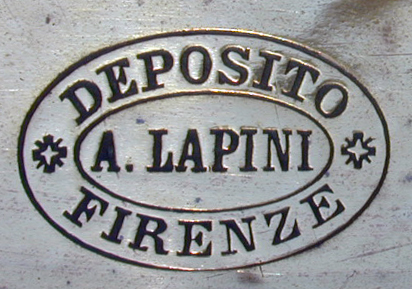 DEPOSITO
A. LAPINI
FIRENZE